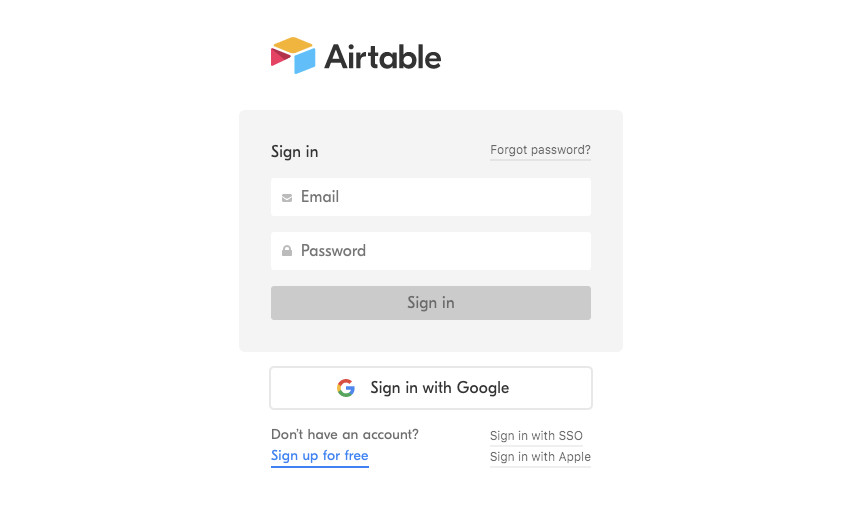 Airtable
Sign in
Forgot password?
Email
Password
Sign in
Sign in with Google
Don't have an account?
Sign up for free
Sign in with SSO
Sign in with Apple